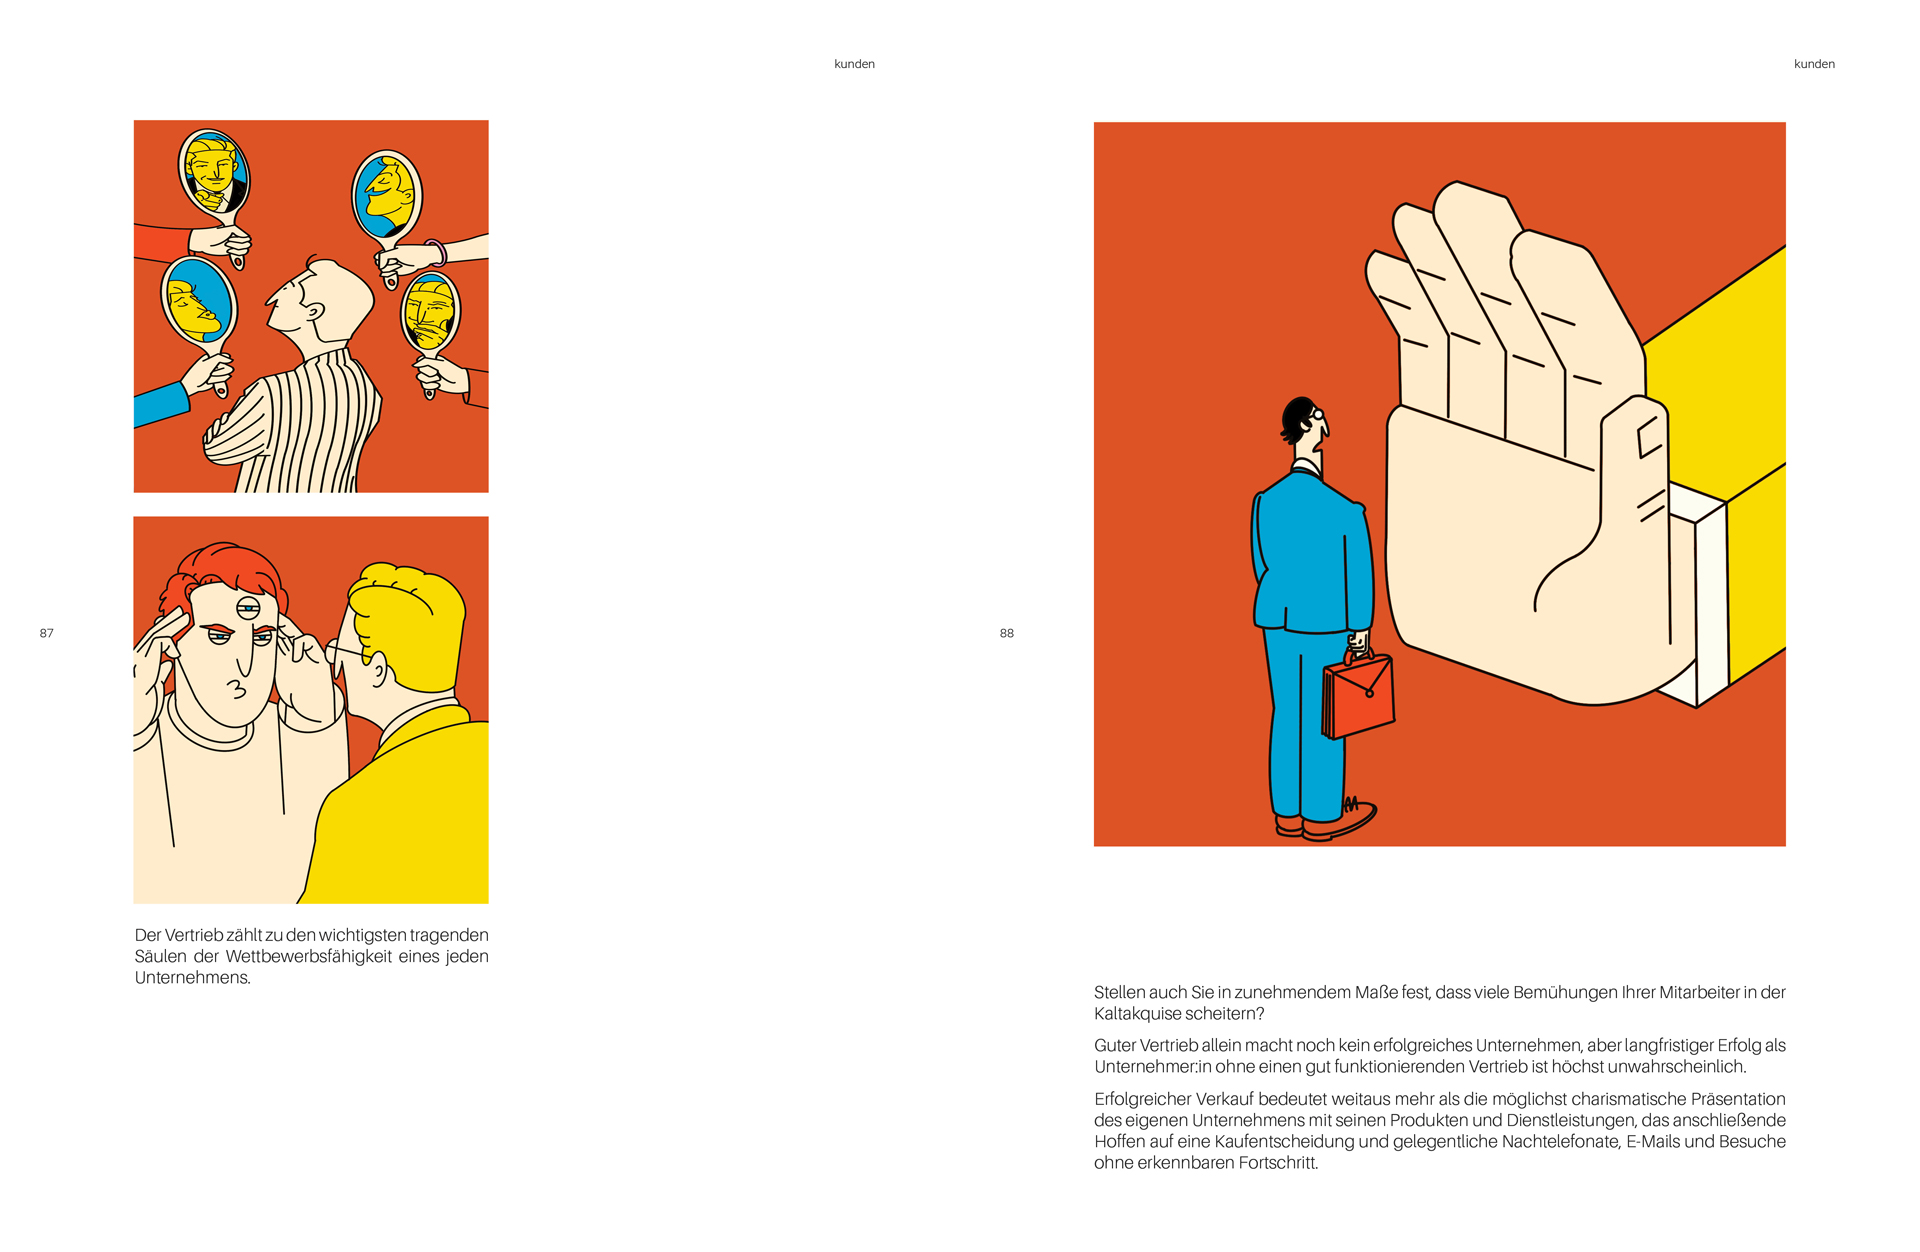 kunden
87
Der Vertrieb zählt zu den wichtigsten tragenden
Säulen der Wettbewerbsfähigkeit eines jeden
Unternehmens.
kunden
88
Stellen auch Sie in zunehmendem Maße fest, dass viele Bemühungen Ihrer Mitarbeiter in der
Kaltakquise scheitern?
Guter Vertrieb allein macht noch kein erfolgreiches Unternehmen, aber langfristiger Erfolg als
Unternehmer:in ohne einen gut funktionierenden Vertrieb ist höchst unwahrscheinlich.
Erfolgreicher Verkauf bedeutet weitaus mehr als die möglichst charismatische Präsentation
des eigenen Unternehmens mit seinen Produkten und Dienstleistungen, das anschließende
Hoffen auf eine Kaufentscheidung und gelegentliche Nachtelefonate, E-Mails und Besuche
ohne erkennbaren Fortschritt.